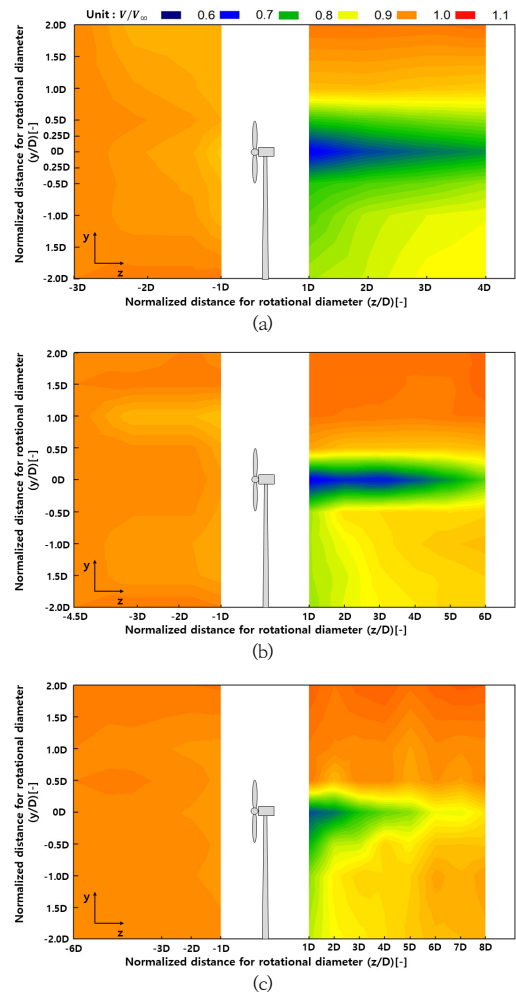 Unit : V/V∞ 0.6 0.7 0.8 0.9 1.0 1.1
Normalized distance for rotational diameter
(y/D)[-]
2.0D
1.5D
1.0D
0.5D
0.25D
0D
-0.25D
-0.5D
-1.0D
1.5D
-2.0D
y
z
-3D -2D -1D 1D 2D 3D 4D
Normalized distance for rotational diameter (z/D)[-]
(a)
Normalized distance for rotational diameter
(y/D)[-]
2.0D
1.5D
1.0D
0.5D
0D
-0.5D
-1.0D
1.5D
-2.0D
y
z
-4.5D -3D -2D -1D 1D 2D 3D 4D 5D 6D
Normalized distance for rotational diameter (z/D)[-]
(b)
Normalized distance for rotational diameter
(y/D)[-]
2.0D
1.5D
1.0D
0.5D
0D
-0.5D
-1.0D
1.5D
-2.0D
y
z
-6D -2D -1D 1D 2D 3D 4D 5D 6D 7D 8D
Normalized distance for rotational diameter (z/D)[-]
(c)